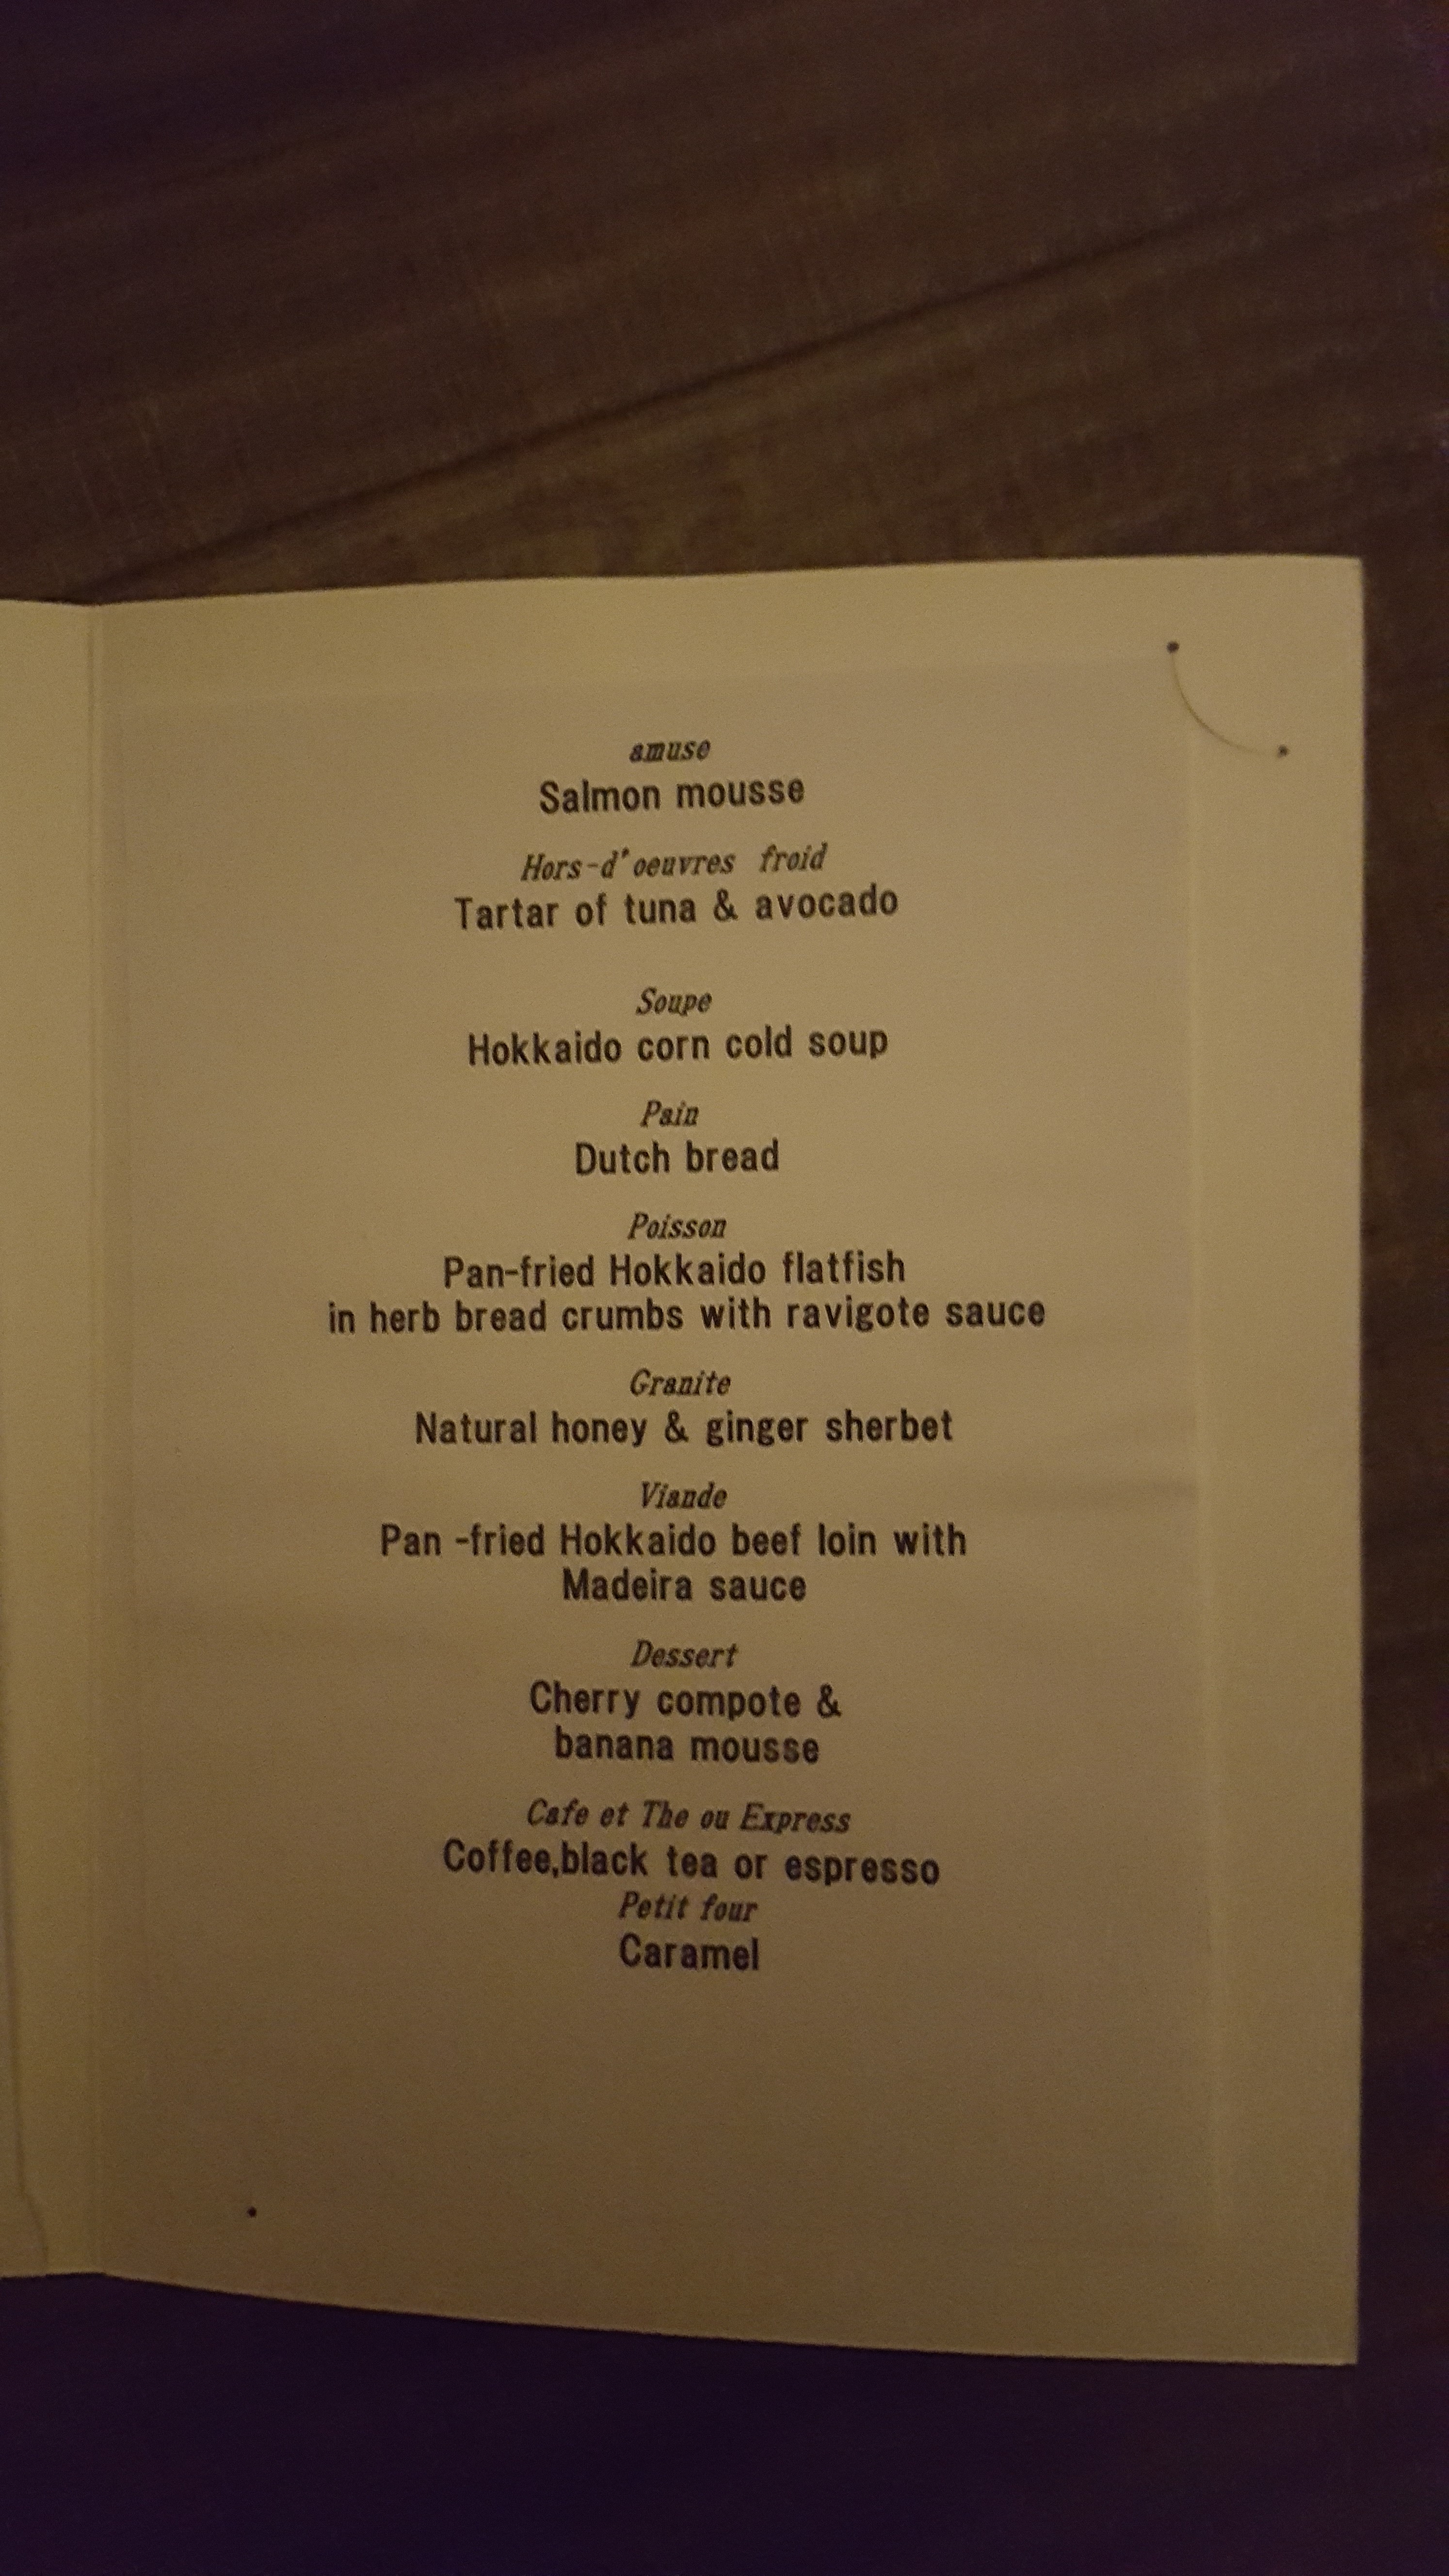 amuse
Salmon mousse
Hors-d'oeuvres froid
Tartar of tuna & avocado
Soupe
Hokkaido corn cold soup
Pain
Dutch bread
Poisson
Pan-fried Hokkaido flatfish
in herb bread crumbs with ravigote sauce
Granite
Natural honey & ginger sherbet
Viande
Pan -fried Hokkaido beef loin with
Madeira sauce
Dessert
Cherry compote &
banana mousse
Cafe et The ou Express
Coffee,black tea or espresso
Petit four
Caramel